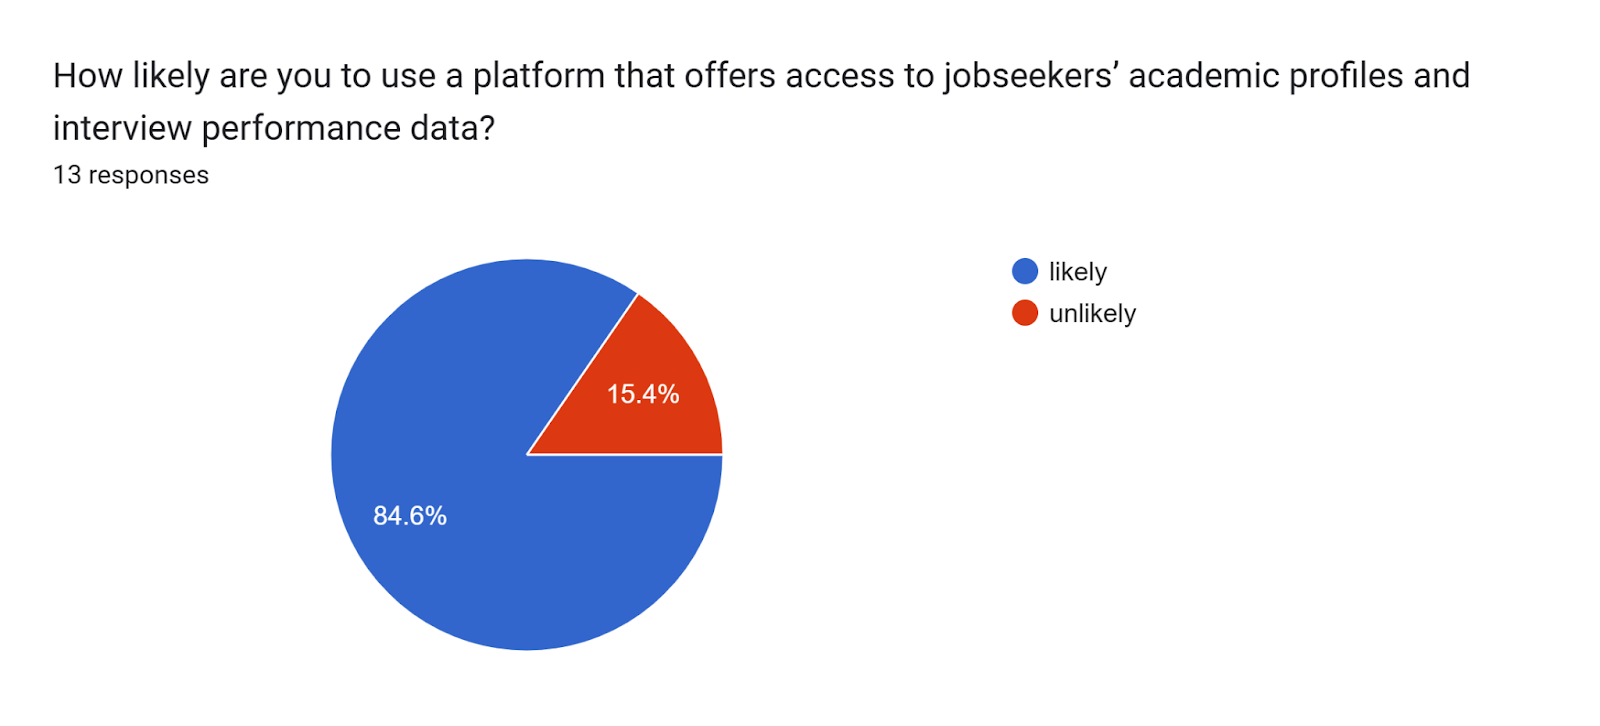 How likely are you to use a platform that offers access to jobseekers’ academic profiles and
interview performance data?
13 responses
likely
unlikely
15.4%
84.6%